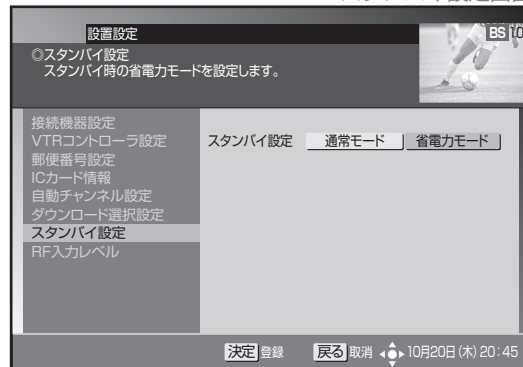 設置設定
BS 10
◎スタンバイ設定
スタンバイ時の省電力モードを設定します。
接続機器設定
VTRコントローラ設定
郵便番号設定
ICカード情報
自動チャンネル設定
ダウンロード選択設定
スタンバイ設定
RF入力レベル
スタンバイ設定 通常モード 省電力モード
決定 登録 戻る 取消 10月20日(木) 20:45